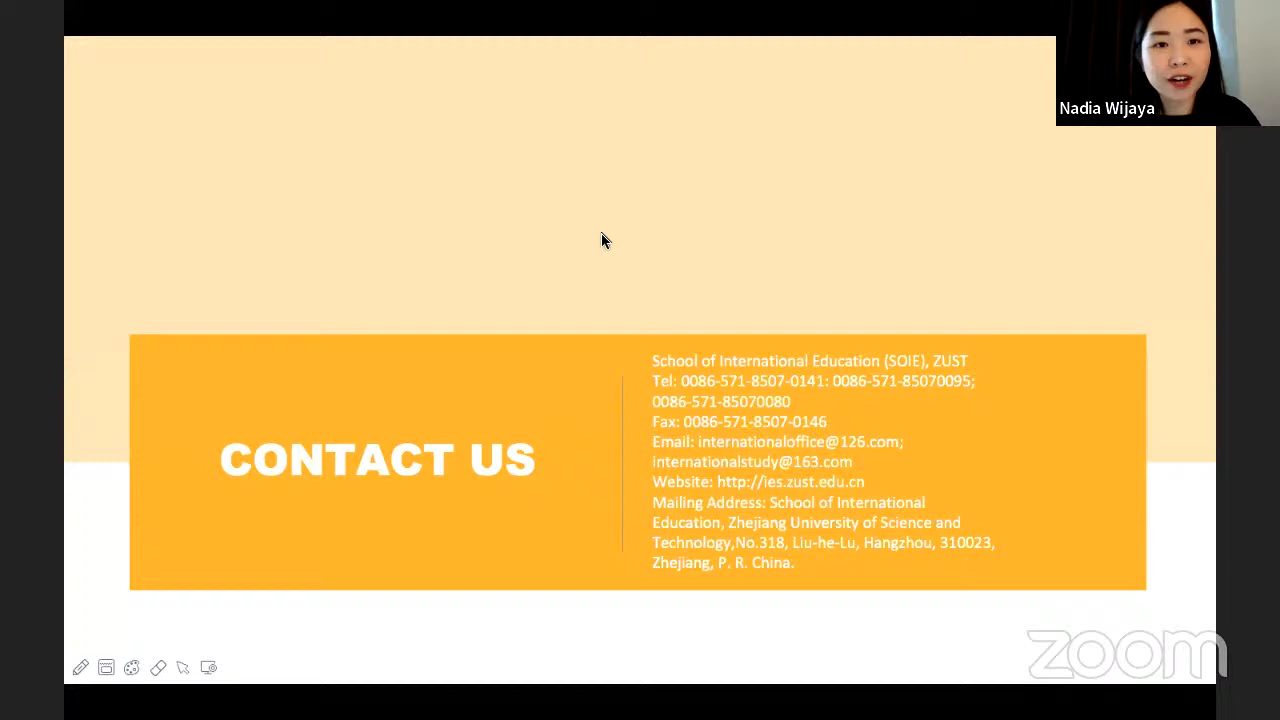 Nadia Wijaya
CONTACT US
School of International Education (SOIE), ZUST
Tel: 0086-571-8507-0141: 0086-571-85070095;
0086-571-85070080
Fax: 0086-571-8507-0146
Email: internationaloffice@126.com;
internationalstudy@163.com
Website: http://ies.zust.edu.cn
Mailing Address: School of International
Education, Zhejiang University of Science and
Technology,No.318, Liu-he-Lu, Hangzhou, 310023,
Zhejiang, P. R. China.
zoom